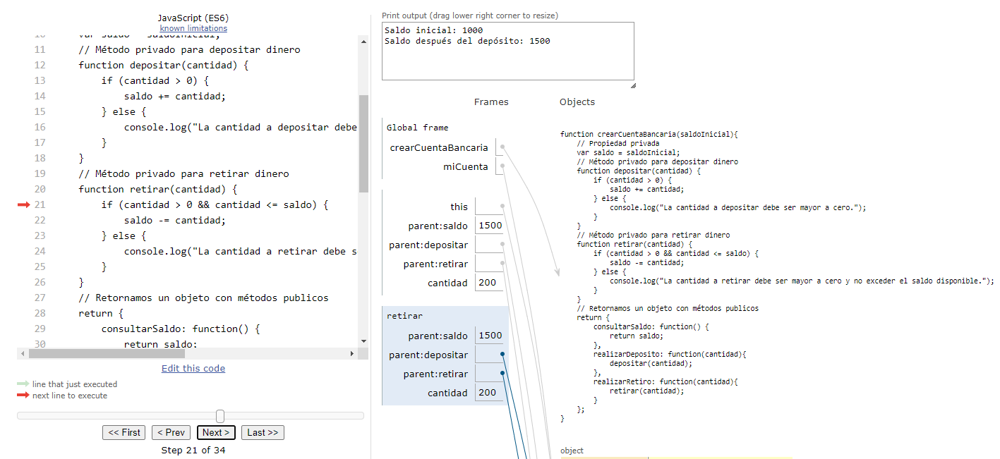 JavaScript (ES6)
known limitations
10 var saldo = saldoInicial;
11 // Método privado para depositar dinero
12 function depositar(cantidad) {
13 if (cantidad > 0) {
14 saldo += cantidad;
15 } else {
16 console.log("La cantidad a depositar debe
17 }
18 }
19 // Método privado para retirar dinero
20 function retirar(cantidad) {
21 if (cantidad > 0 && cantidad <= saldo) {
22 saldo -= cantidad;
23 } else {
24 console.log("La cantidad a retirar debe s
25 }
26 }
27 // Retornamos un objeto con métodos publicos
28 return {
29 consultarSaldo: function() {
30 return saldo;
Edit this code
line that just executed
next line to execute
<< First < Prev Next > Last >>
Step 21 of 34
Print output (drag lower right corner to resize)
Saldo inicial: 1000
Saldo después del depósito: 1500
Frames Objects
Global frame
crearCuentaBancaria
miCuenta
this
parent:saldo 1500
parent:depositar
parent:retirar
cantidad 200
retirar
parent:saldo 1500
parent:depositar
parent:retirar
cantidad 200
function crearCuentaBancaria(saldoInicial){
// Propiedad privada
var saldo = saldoInicial;
// Método privado para depositar dinero
function depositar(cantidad) {
if (cantidad > 0) {
saldo += cantidad;
} else {
console.log("La cantidad a depositar debe ser mayor a cero.");
}
}
// Método privado para retirar dinero
function retirar(cantidad) {
if (cantidad > 0 && cantidad <= saldo) {
saldo -= cantidad;
} else {
console.log("La cantidad a retirar debe ser mayor a cero y no exceder el saldo disponible.");
}
}
// Retornamos un objeto con métodos publicos
return {
consultarSaldo: function() {
return saldo;
},
realizarDeposito: function(cantidad){
depositar(cantidad);
},
realizarRetiro: function(cantidad){
retirar(cantidad);
}
};
}
object